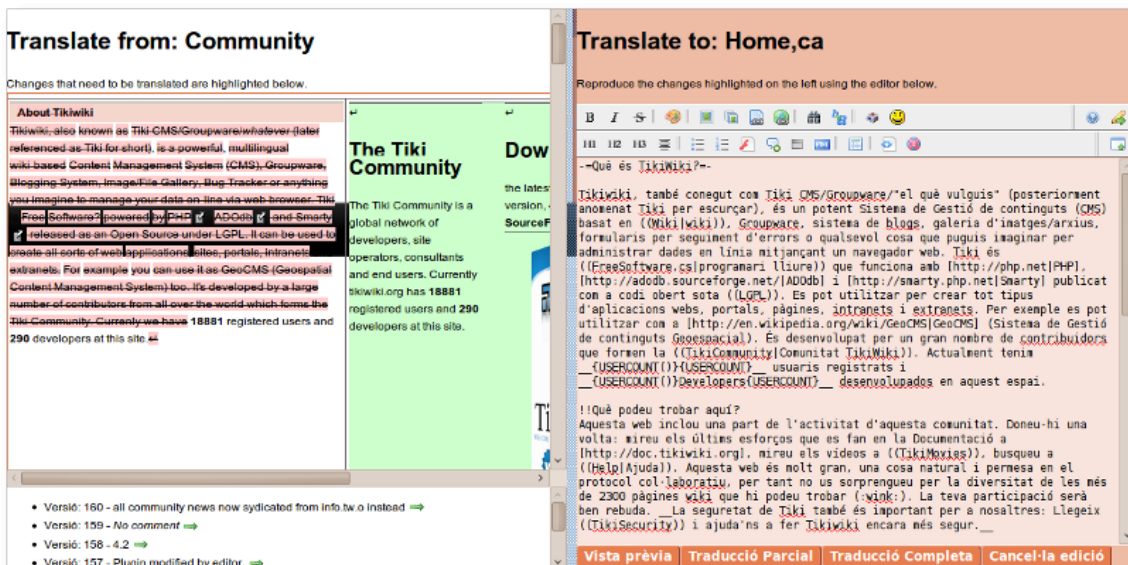 Translate from: Community
Changes that need to be translated are highlighted below.
About Tikiwiki
Tikiwiki, also known as Tiki CMS/Groupware/whatever (later
referenced as Tiki for short), is a powerful, multilingual
wiki based Content Management System (CMS), Groupware,
Blogging System, Image/File Gallery, Bug Tracker or anything
you imagine to manage your data on line via web browser. Tiki
Free Software? powered by PHP ADOdb and Smarty
released as an Open Source under LGPL. It can be used to
create all sorts of web applications sites, portals, intranets
extranets. For example you can use it as GeoCMS (Geospatial
Content Management System) too. It's developed by a large
number of contributors from all over the world which forms the
Tiki Community. Currenly we have 18881 registered users and
290 developers at this site.
The Tiki
Community
The Tiki Community is a
global network of
developers, site
operators, consultants
and end users. Currently
tikiwiki.org has 18881
registered users and 290
developers at this site.
Dow
the lates
version,
SourceF
Ti
Versió: 160 - all community news now sydicated from info.tw.o instead
Versió: 159 - No comment
Versió: 158 - 4.2
Versió: 157 - Plugin modified by editor.
Translate to: Home,ca
Reproduce the changes highlighted on the left using the editor below.
B I S
H1 H2 H3
-=Què és TikiWiki?=-
Tikiwiki, també conegut com Tiki CMS/Groupware/"el què vulguis" (posteriorment
anomenat Tiki per escurçar), és un potent Sistema de Gestió de continguts (CMS)
basat en ((Wiki|wiki)), Groupware, sistema de blogs, galeria d'imatges/arxius,
formularis per seguiment d'errors o qualsevol cosa que puguis imaginar per
administrar dades en línia mitjançant un navegador web. Tiki és
((FreeSoftware.cs|programari lliure)) que funciona amb [http://php.net|PHP],
[http://adodb.sourceforge.net/|ADOdb] i [http://smarty.php.net|Smarty] publicat
com a codi obert sota ((LGPL)). Es pot utilitzar per crear tot tipus
d'aplicacions webs, portals, pàgines, intranets i extranets. Per exemple es pot
utilitzar com a [http://en.wikipedia.org/wiki/GeoCMS|GeoCMS] (Sistema de Gestió
de continguts Geoespacial). És desenvolupat per un gran nombre de contribuidors
que formen la ((TikiCommunity|Comunitat TikiWiki)). Actualment tenim
__{USERCOUNT()}{USERCOUNT}__ usuaris registrats i
__{USERCOUNT()}Developers{USERCOUNT}__ desenvolupados en aquest espai.
!!Què podeu trobar aquí?
Aquesta web inclou una part de l'activitat d'aquesta comunitat. Doneu-hi una
volta: mireu els últims esforços que es fan en la Documentació a
[http://doc.tikiwiki.org], mireu els vídeos a ((TikiMovies)), busqueu a
((Help|Ajuda)). Aquesta web és molt gran, una cosa natural i permesa en el
protocol col·laboratiu, per tant no us sorprengueu per la diversitat de les més
de 2300 pàgines wiki que hi podeu trobar (:wink:). La teva participació serà
ben rebuda. __La seguretat de Tiki també és important per a nosaltres: Llegeix
((TikiSecurity)) i ajuda'ns a fer Tikiwiki encara més segur.__
Vista prèvia Traducció Parcial Traducció Completa Cancel·la edició